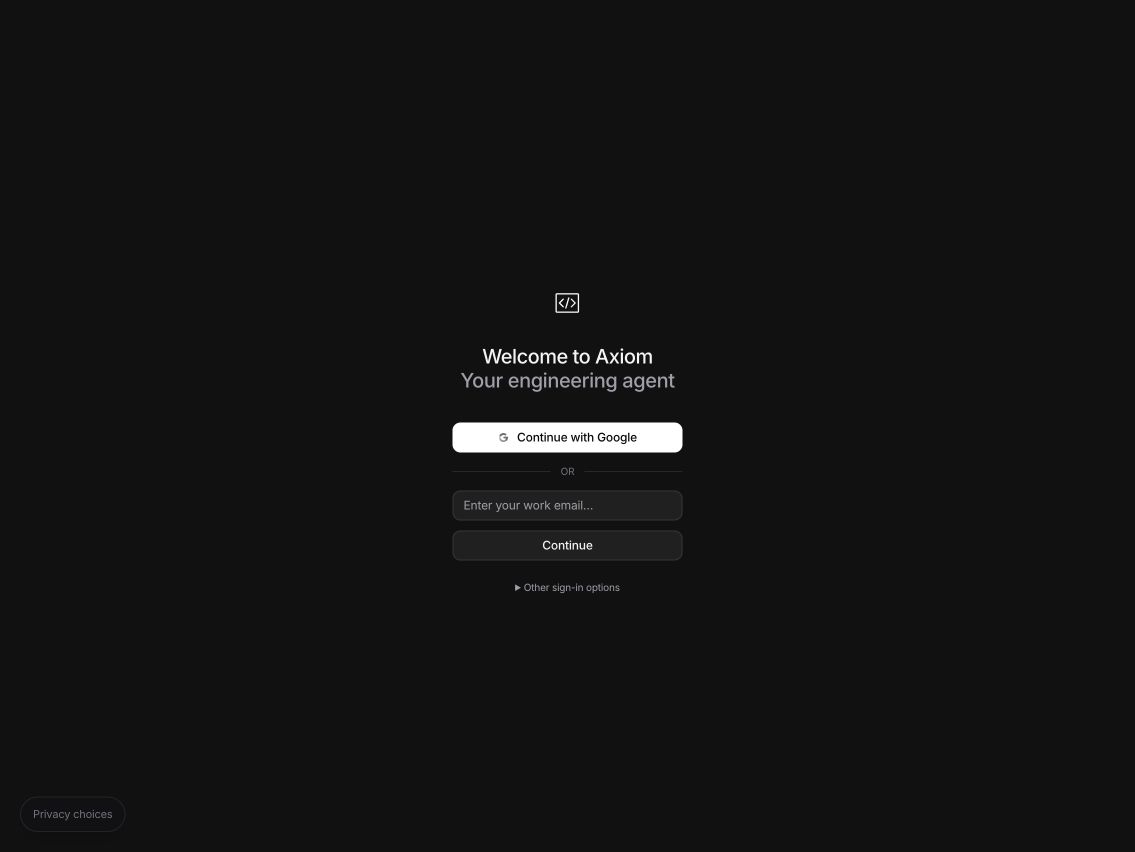 Welcome to Axiom
Your engineering agent
Continue with Google
OR
Enter your work email...
Continue
Other sign-in options
Privacy choices